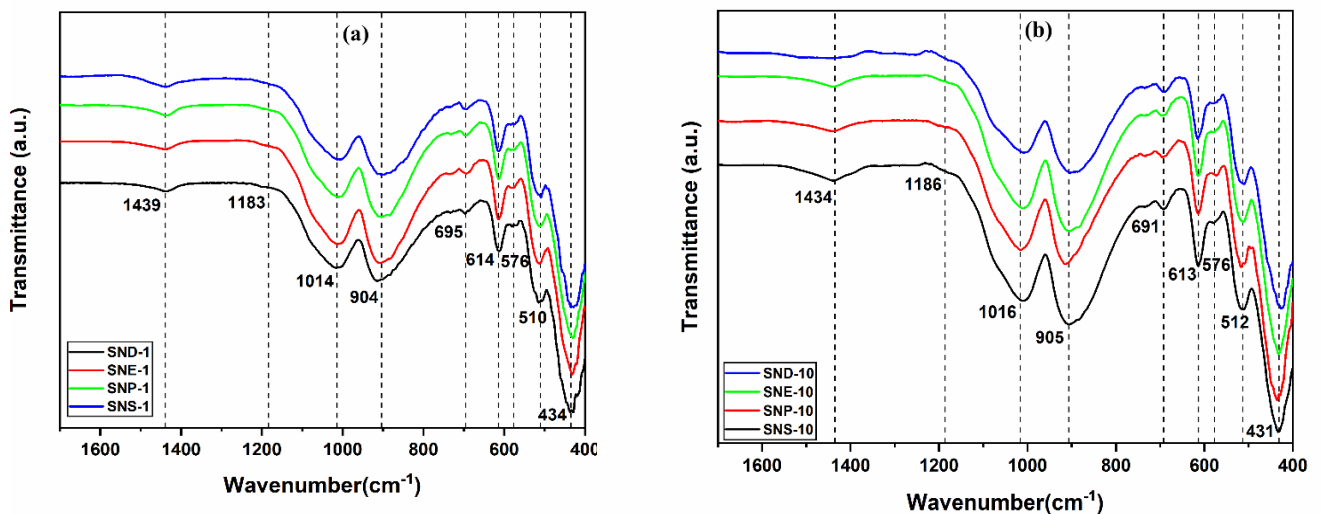 (a)
Transmittance (a.u.)
1439
1183
1014
904
695
614
576
510
434
SND-1
SNE-1
SNP-1
SNS-1
1600
1400
1200
1000
800
600
400
Wavenumber(cm⁻¹)
(b)
Transmittance (a.u.)
1434
1186
1016
905
691
613
576
512
431
SND-10
SNE-10
SNP-10
SNS-10
1600
1400
1200
1000
800
600
400
Wavenumber(cm⁻¹)